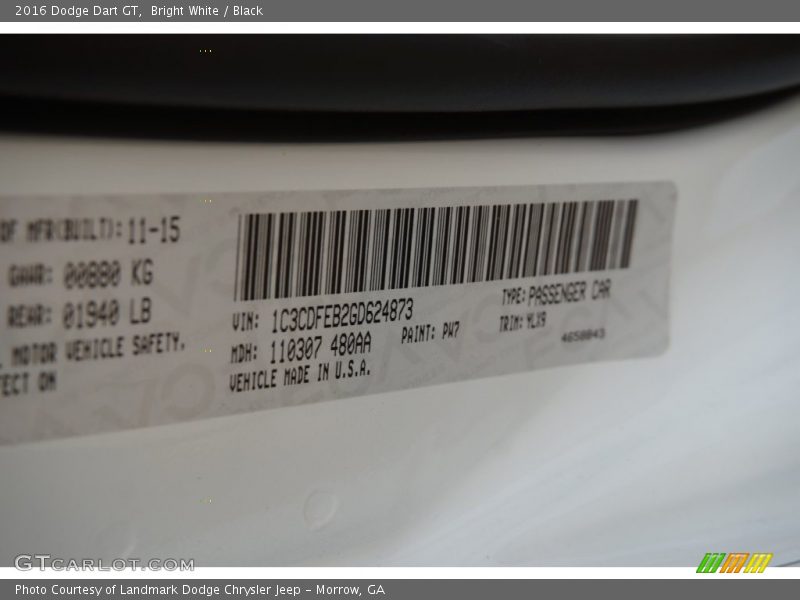 2016 Dodge Dart GT,  Bright White / Black
OF MFR(BUILT): 11-15
GAWR: 00880 KG
REAR: 01940 LB
MOTOR VEHICLE SAFETY,
TECT ON
VIN: 1C3CDFEB2GD624873
TYPE: PASSENGER CAR
MDH: 110307 480AA
PAINT: PW7
TRIM: YLX9
VEHICLE MADE IN U.S.A.
4658043
GTCARLOT.COM
Photo Courtesy of Landmark Dodge Chrysler Jeep – Morrow, GA